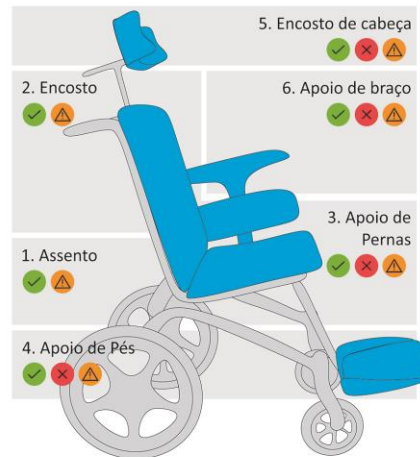 5. Encosto de cabeça
2. Encosto
6. Apoio de braço
3. Apoio de
Pernas
1. Assento
4. Apoio de Pés